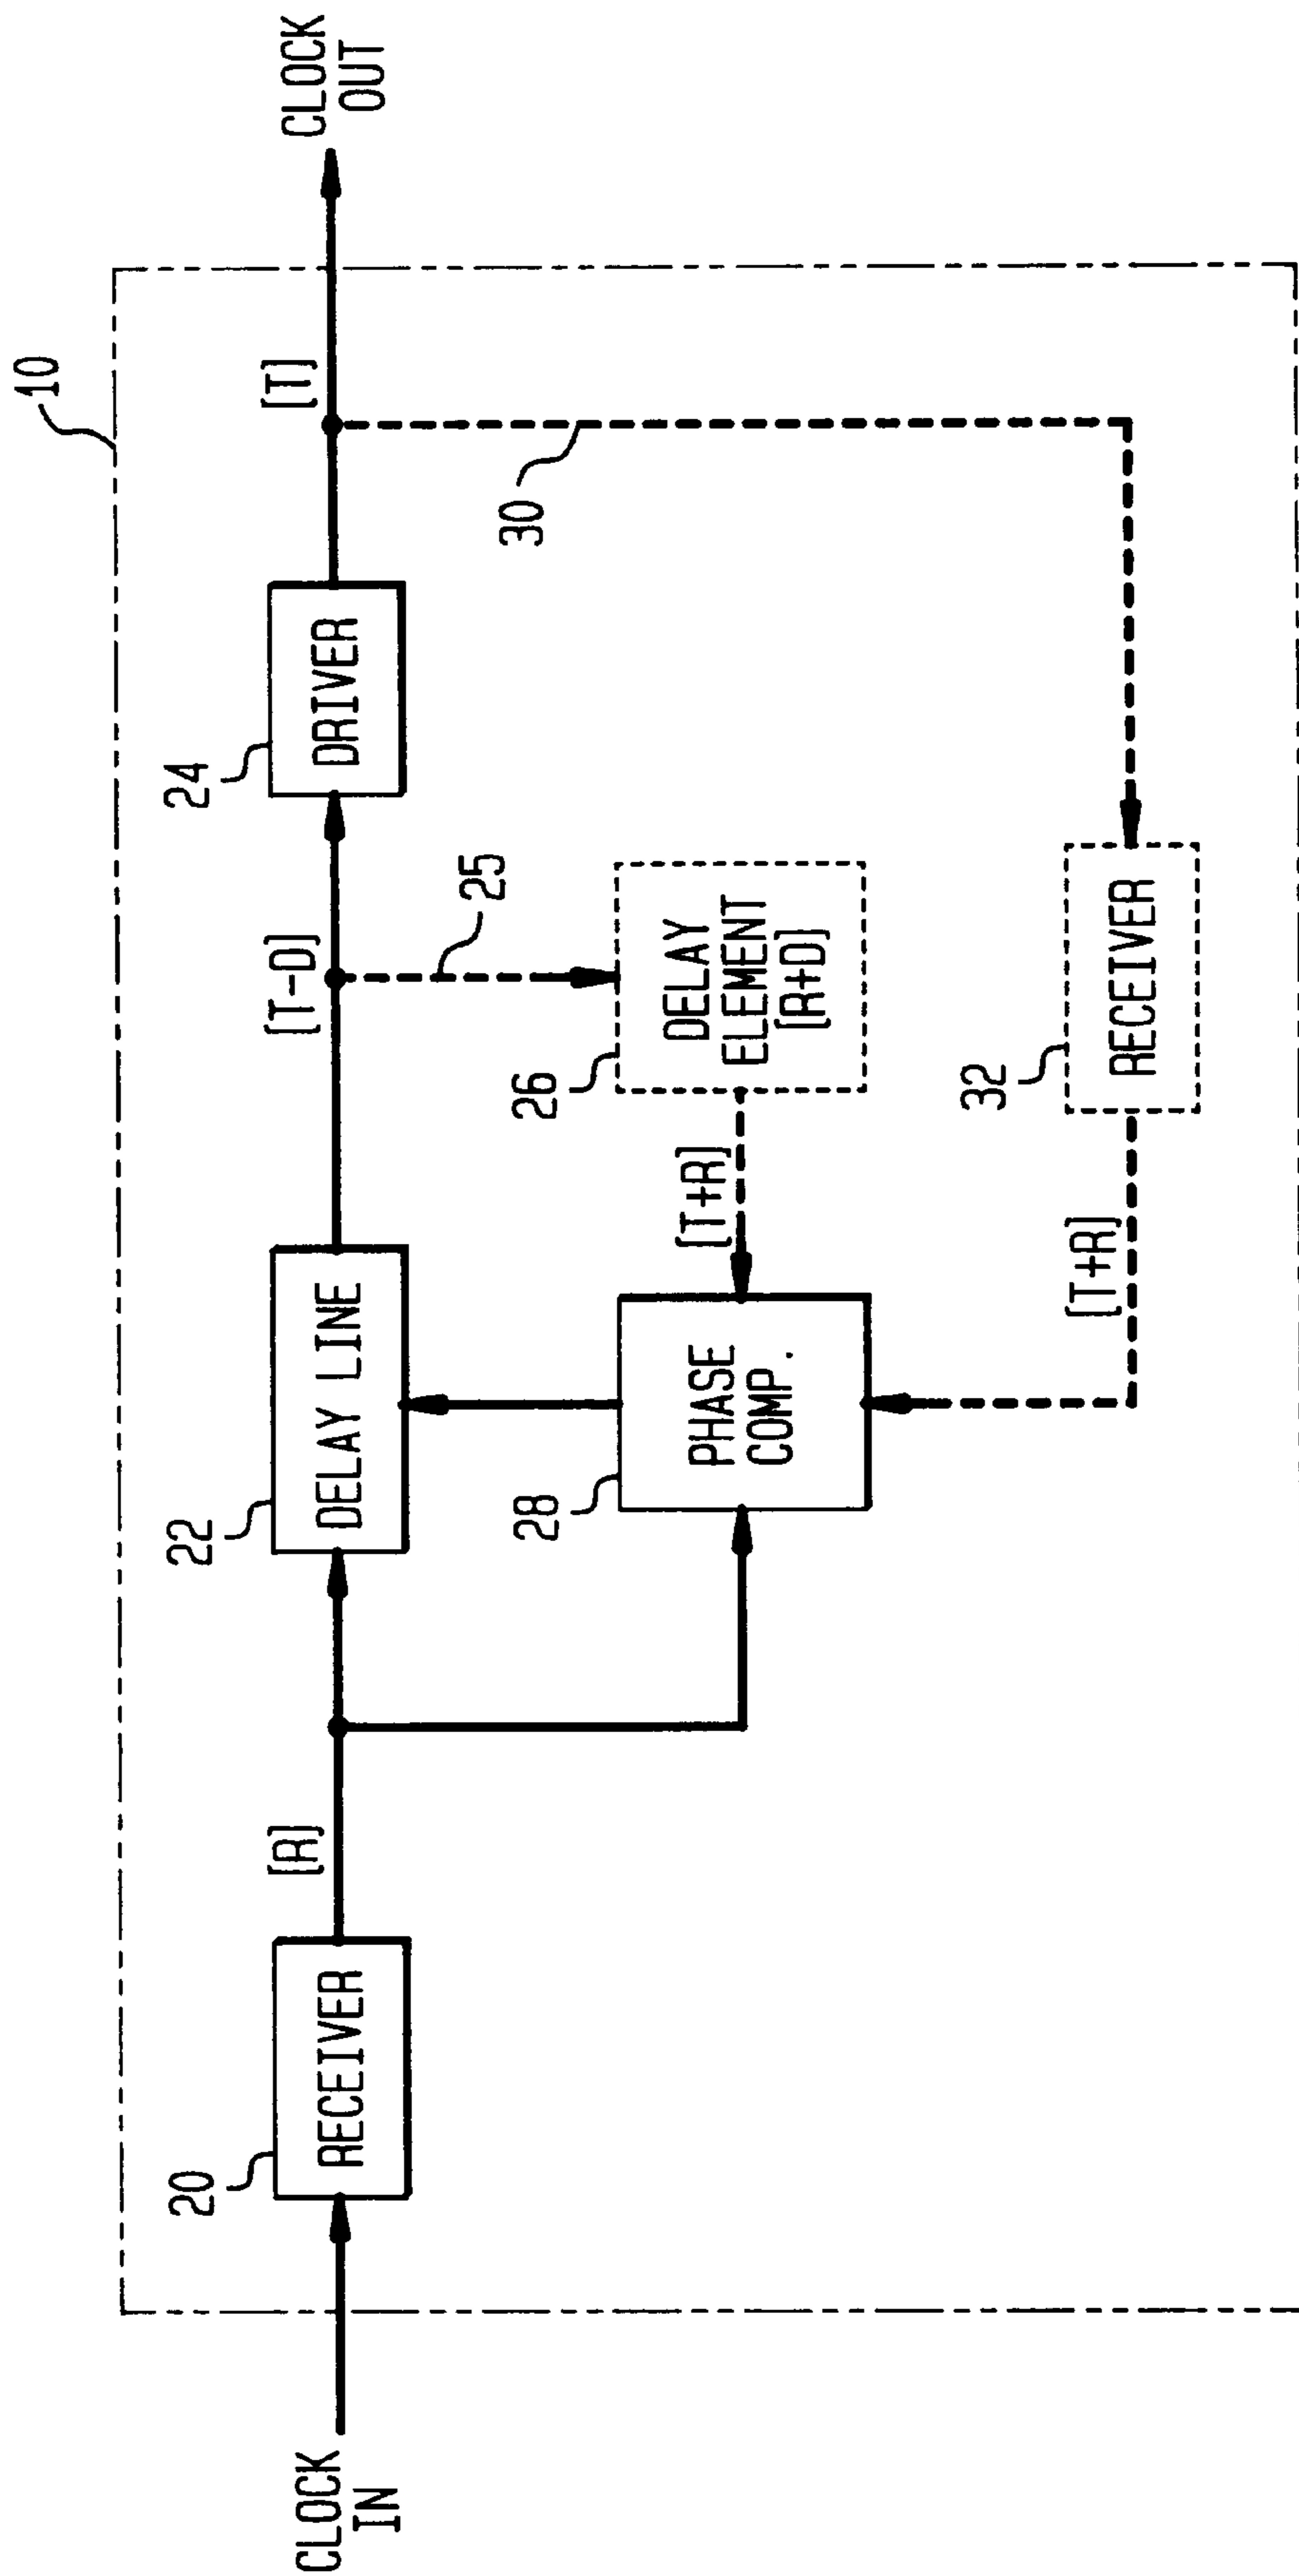 10
CLOCK
IN
20
RECEIVER
[R]
22
DELAY LINE
[T-D]
24
DRIVER
[T]
CLOCK
OUT
25
30
28
PHASE
COMP.
[T+R]
26
DELAY
ELEMENT
[R+D]
[T+R]
32
RECEIVER